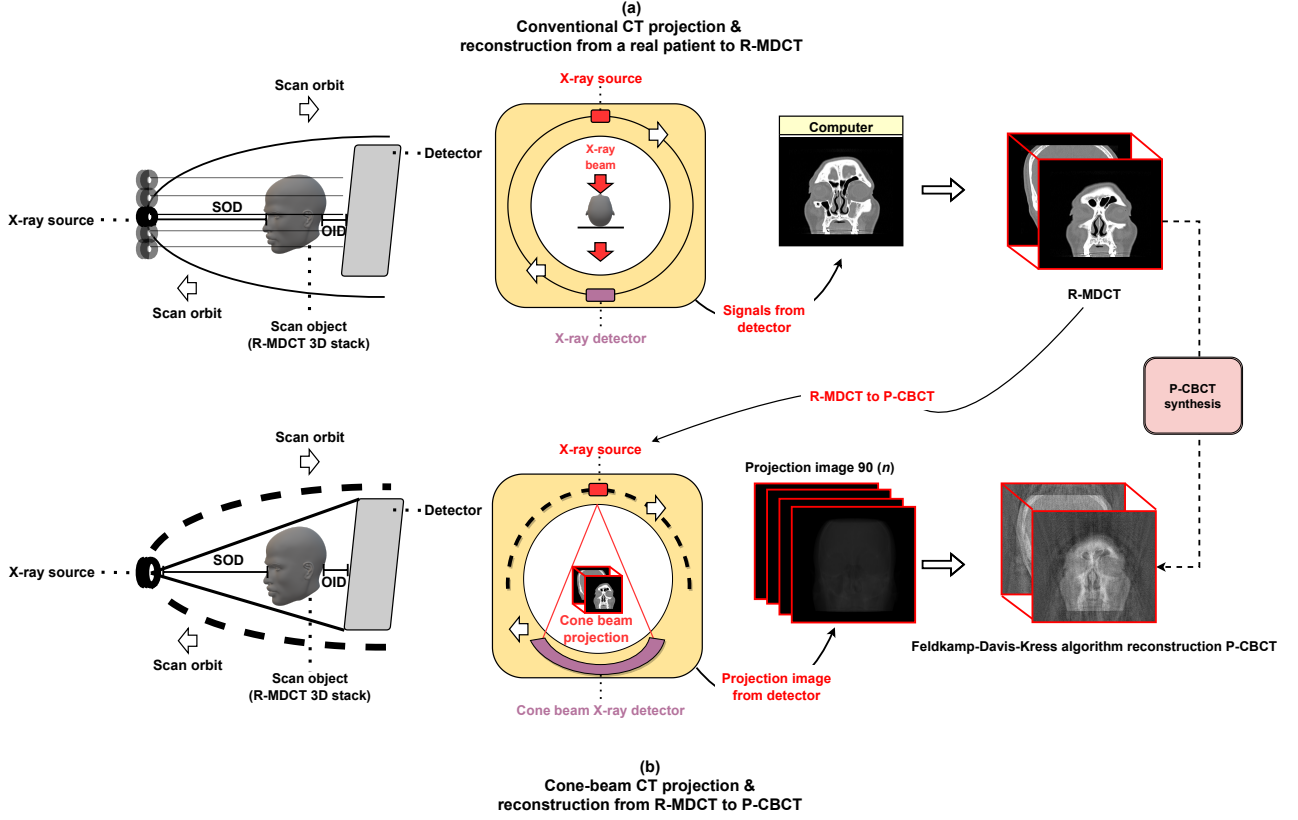 (a)
Conventional CT projection &
reconstruction from a real patient to R-MDCT
Scan orbit
Detector
X-ray source
SOD
OID
Scan orbit
Scan object
(R-MDCT 3D stack)
X-ray source
X-ray
beam
X-ray detector
Signals from
detector
Computer
R-MDCT
P-CBCT
synthesis
R-MDCT to P-CBCT
Scan orbit
Detector
X-ray source
SOD
OID
Scan orbit
Scan object
(R-MDCT 3D stack)
X-ray source
Cone beam
projection
Cone beam X-ray detector
Projection image
from detector
Projection image 90 (n)
Feldkamp-Davis-Kress algorithm reconstruction P-CBCT
(b)
Cone-beam CT projection &
reconstruction from R-MDCT to P-CBCT